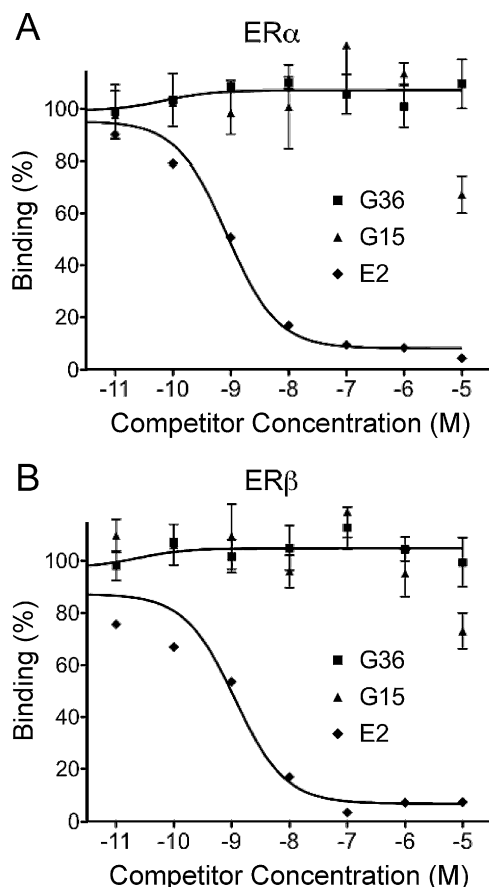 A
ERα
Binding (%)
100
80
60
40
20
0
G36
G15
E2
-11 -10 -9 -8 -7 -6 -5
Competitor Concentration (M)
B
ERβ
Binding (%)
100
80
60
40
20
0
G36
G15
E2
-11 -10 -9 -8 -7 -6 -5
Competitor Concentration (M)